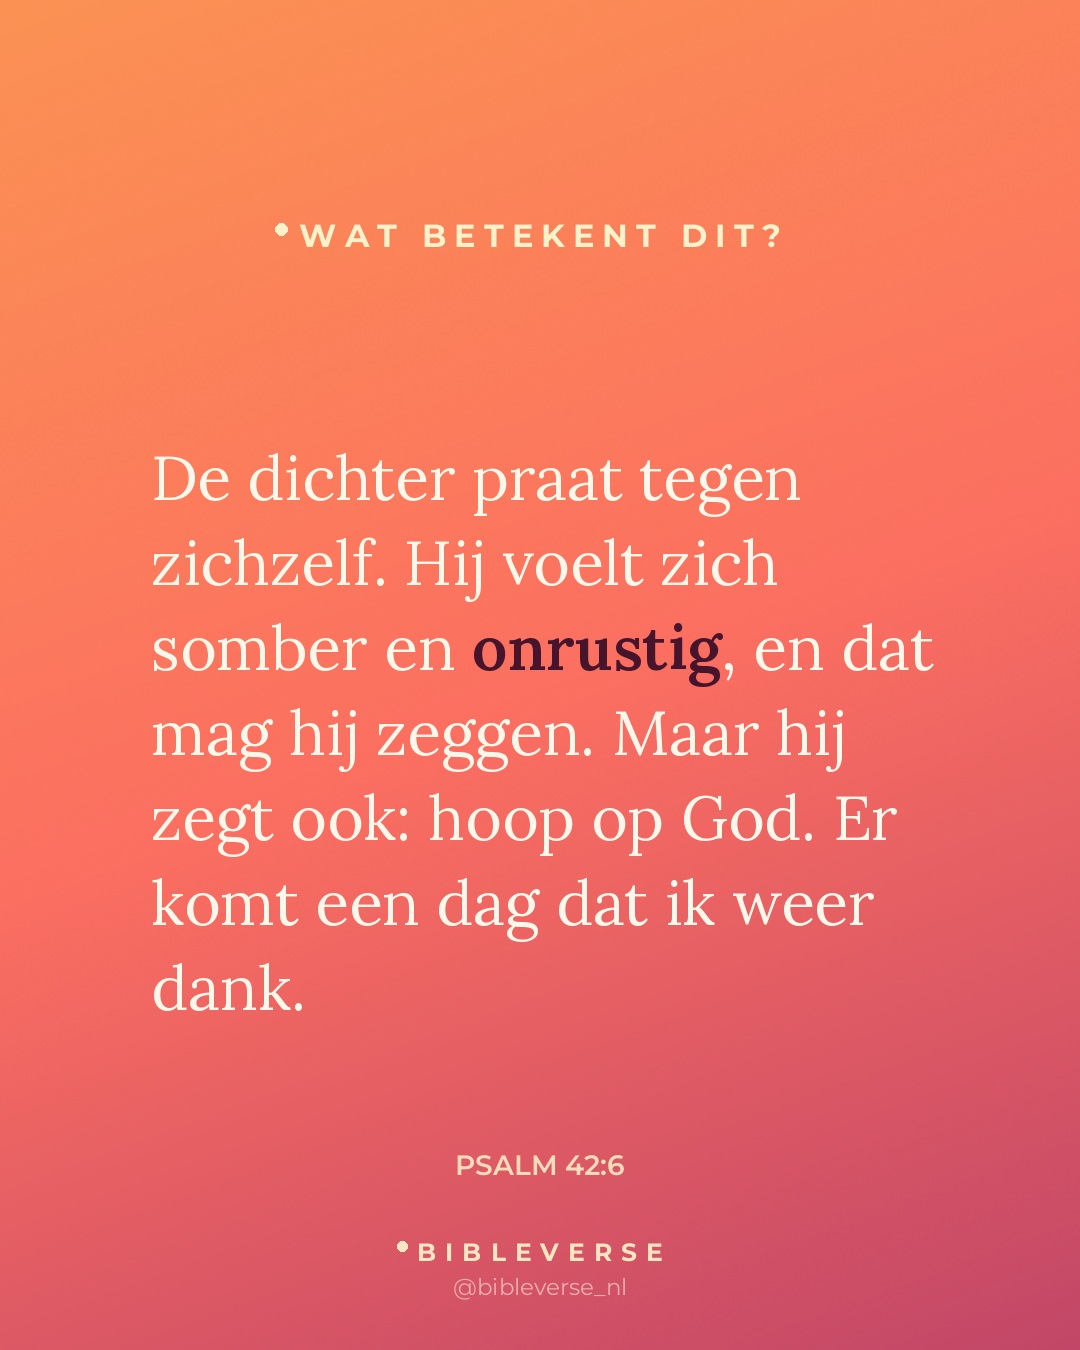 WAT BETEKENT DIT?
De dichter praat tegen
zichzelf. Hij voelt zich
somber en onrustig, en dat
mag hij zeggen. Maar hij
zegt ook: hoop op God. Er
komt een dag dat ik weer
dank.
PSALM 42:6
BIBLEVERSE
@bibleverse_nl